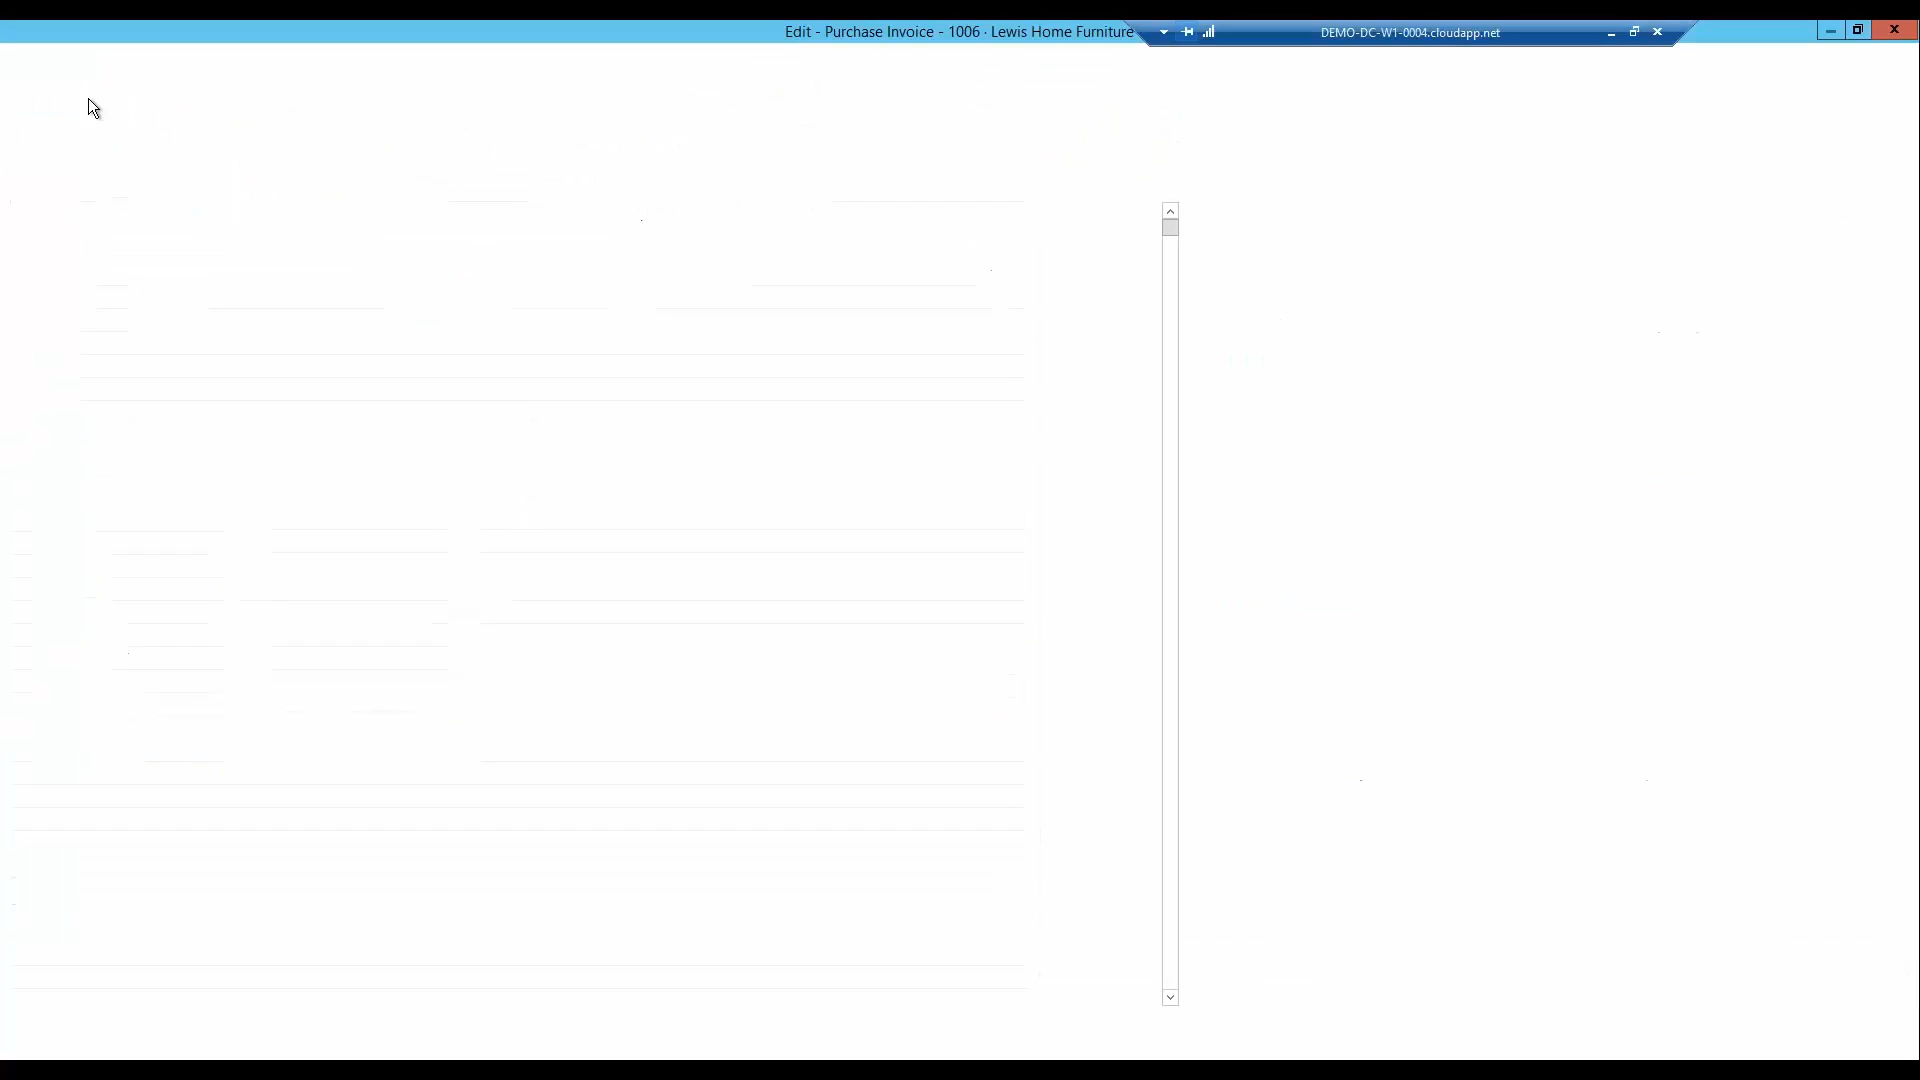 Edit - Purchase Invoice - 1006 · Lewis Home Furniture
DEMO-DC-W1-0004.cloudapp.net